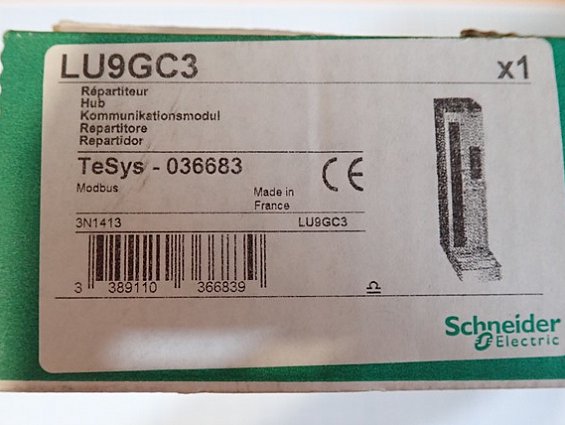 LU9GC3 x1
Répartiteur
Hub
Kommunikationsmodul
Repartitore
Repartidor
TeSys - 036683
Modbus
Made in
France
CE
3N1413 LU9GC3
3 389110 366839
Schneider
Electric